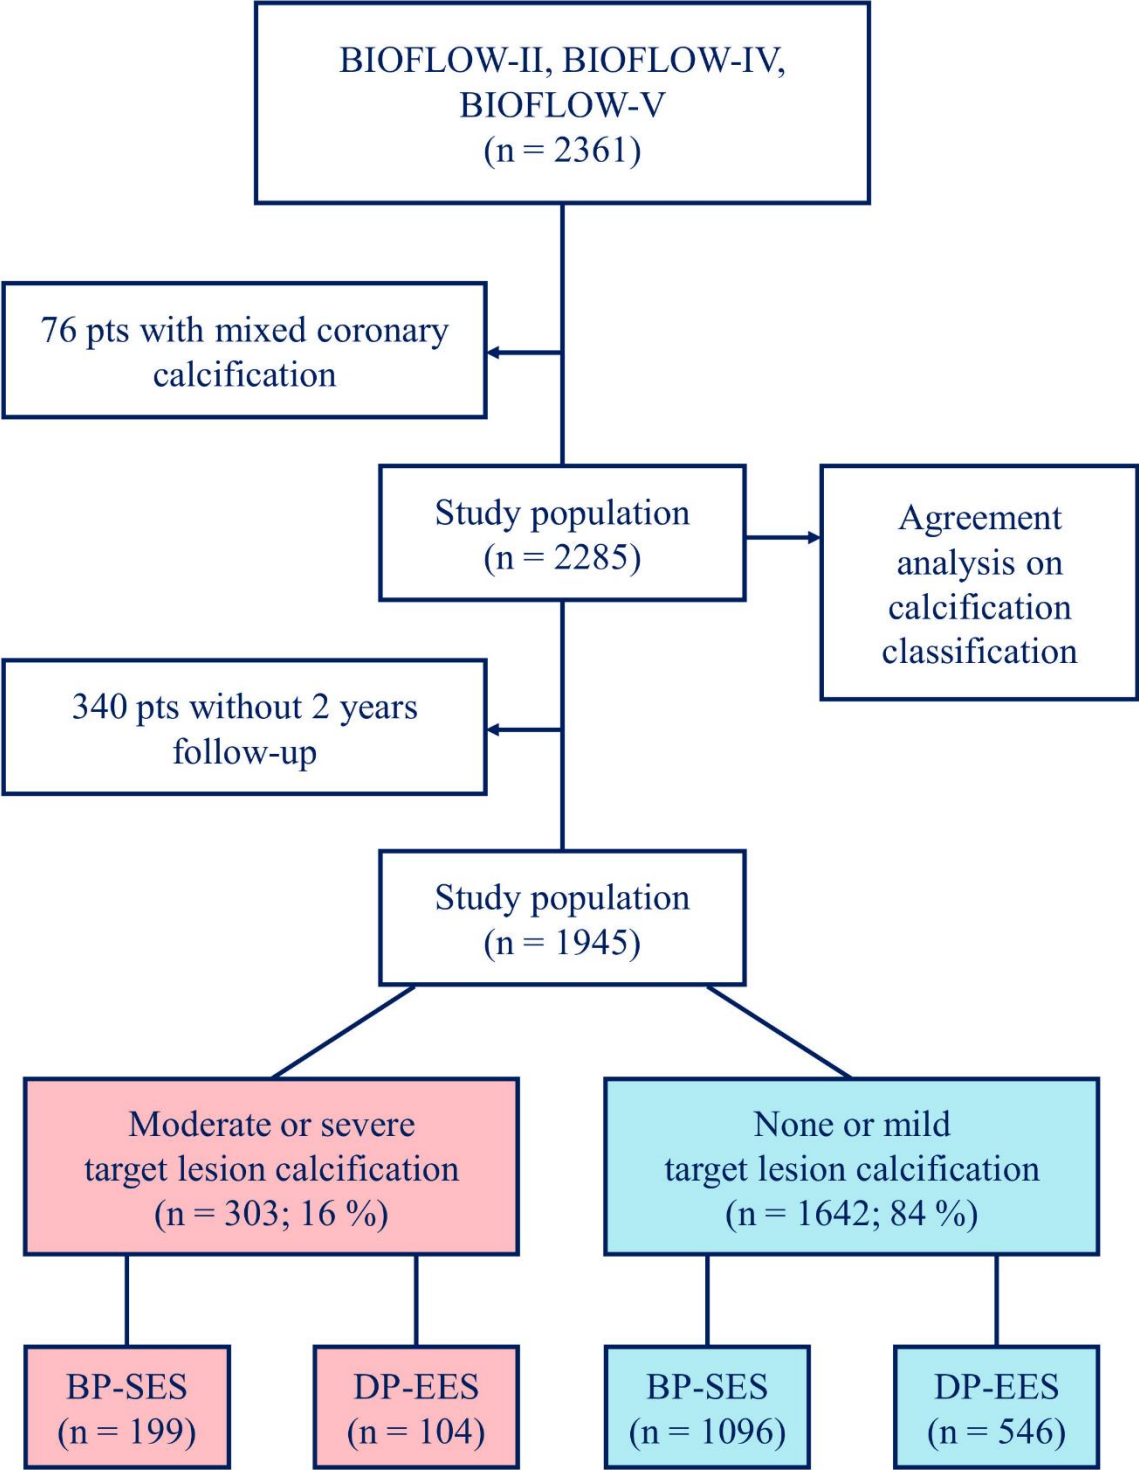 BIOFLOW-II, BIOFLOW-IV,
BIOFLOW-V
(n = 2361)
76 pts with mixed coronary
calcification
Study population
(n = 2285)
Agreement
analysis on
calcification
classification
340 pts without 2 years
follow-up
Study population
(n = 1945)
Moderate or severe
target lesion calcification
(n = 303; 16 %)
None or mild
target lesion calcification
(n = 1642; 84 %)
BP-SES
(n = 199)
DP-EES
(n = 104)
BP-SES
(n = 1096)
DP-EES
(n = 546)